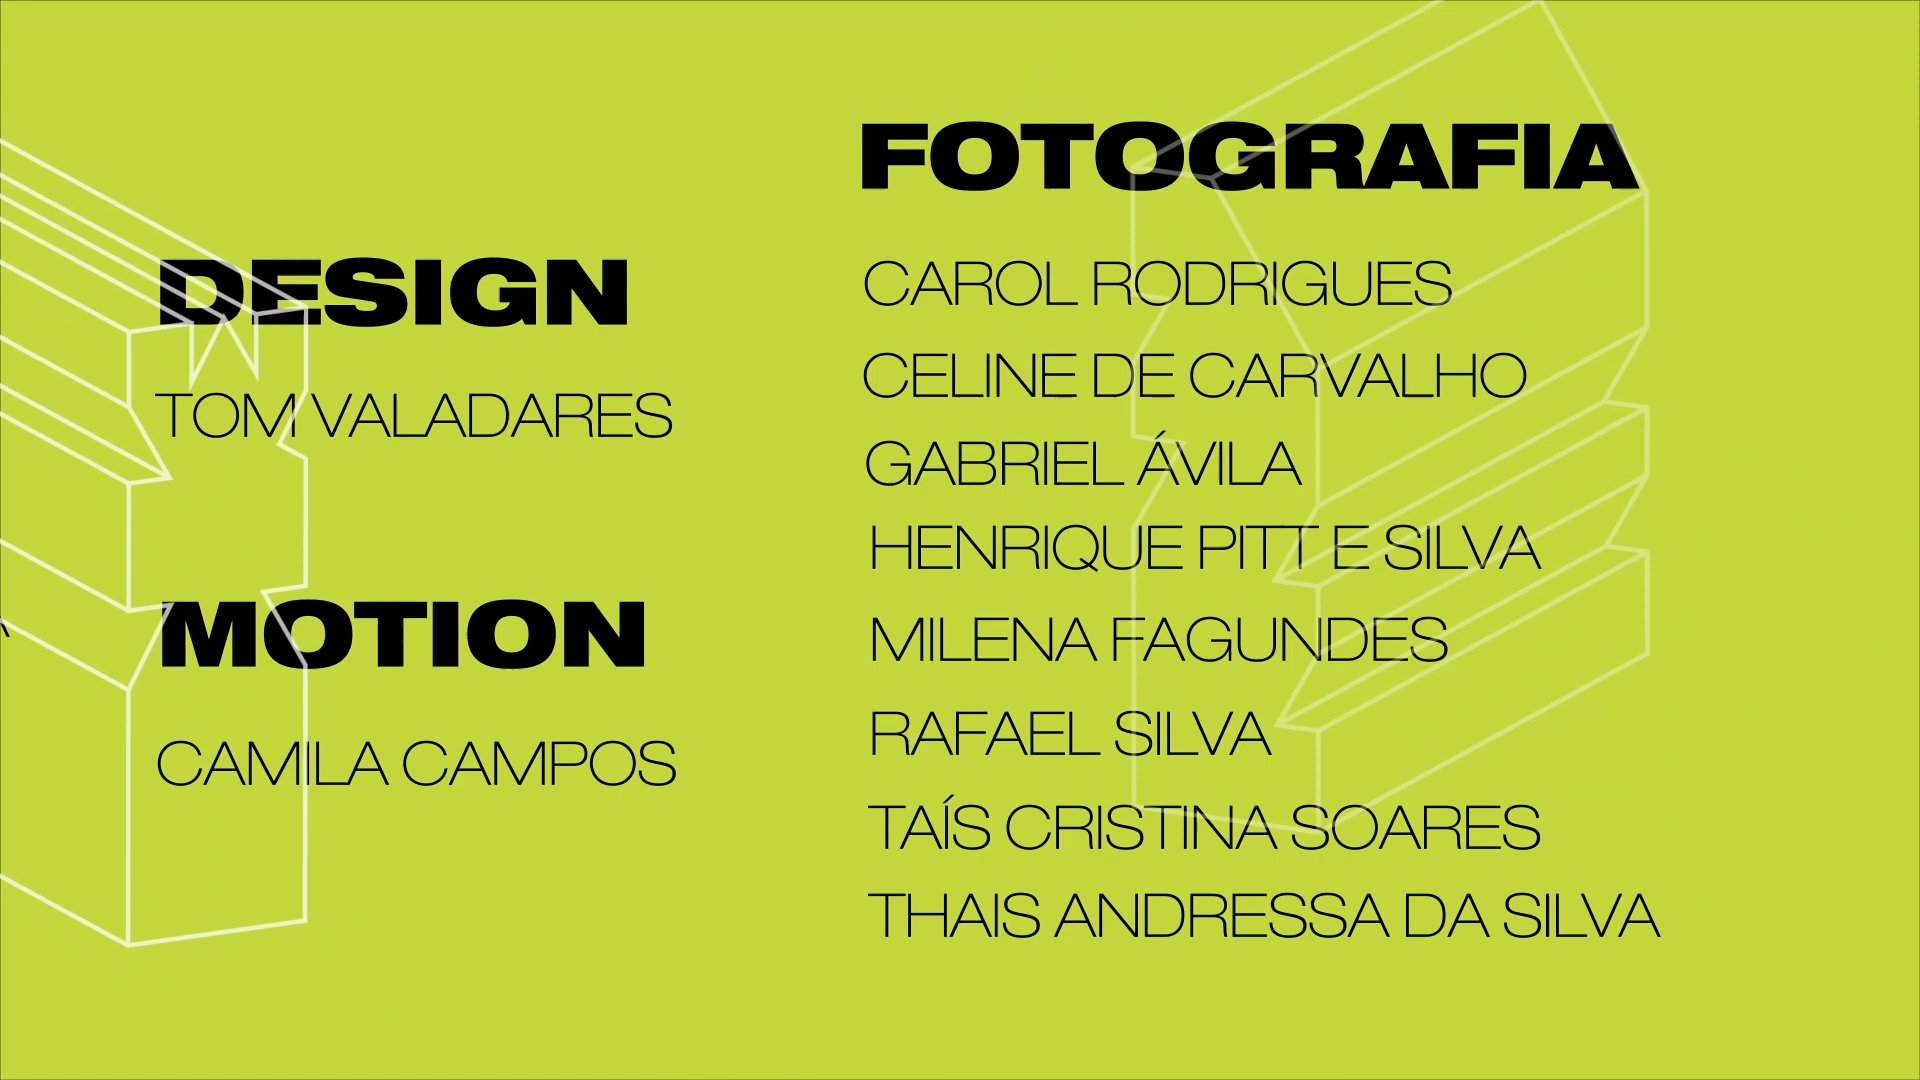 DESIGN
TOM VALADARES
MOTION
CAMILA CAMPOS
FOTOGRAFIA
CAROL RODRIGUES
CELINE DE CARVALHO
GABRIEL ÁVILA
HENRIQUE PITT E SILVA
MILENA FAGUNDES
RAFAEL SILVA
TAÍS CRISTINA SOARES
THAIS ANDRESSA DA SILVA